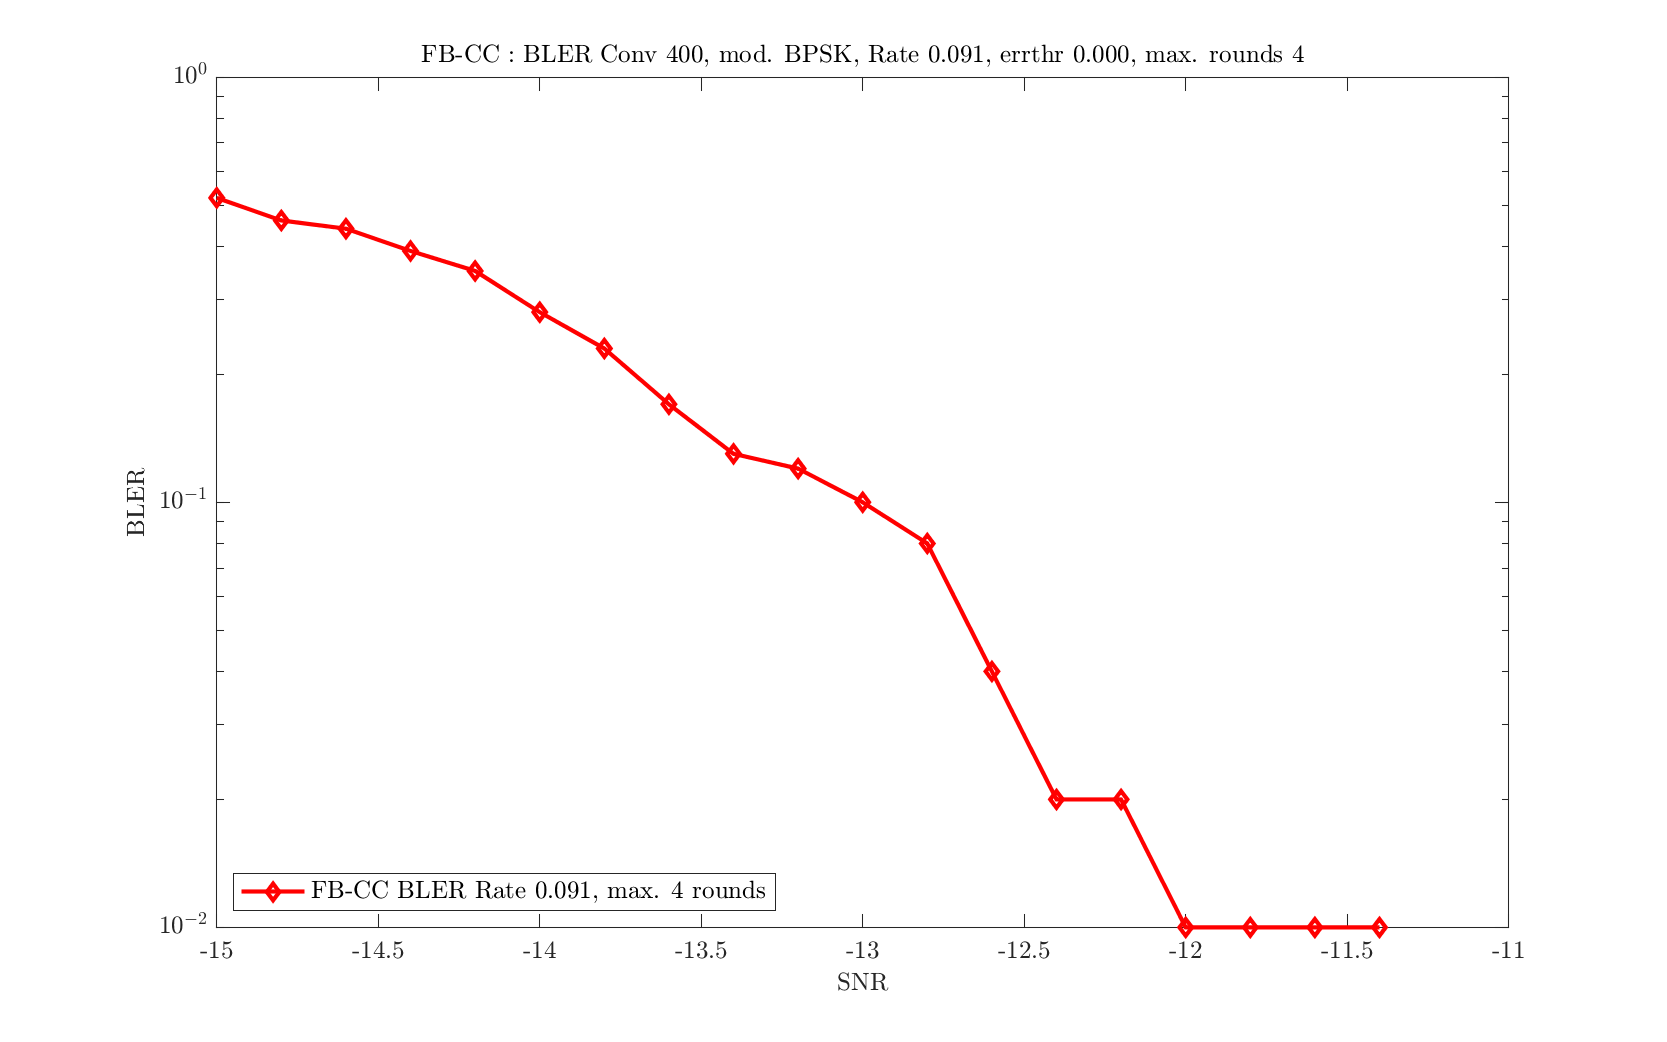 FB-CC : BLER Conv 400, mod. BPSK, Rate 0.091, errthr 0.000, max. rounds 4
10^0
10^-1
10^-2
BLER
FB-CC BLER Rate 0.091, max. 4 rounds
-15 -14.5 -14 -13.5 -13 -12.5 -12 -11.5 -11
SNR